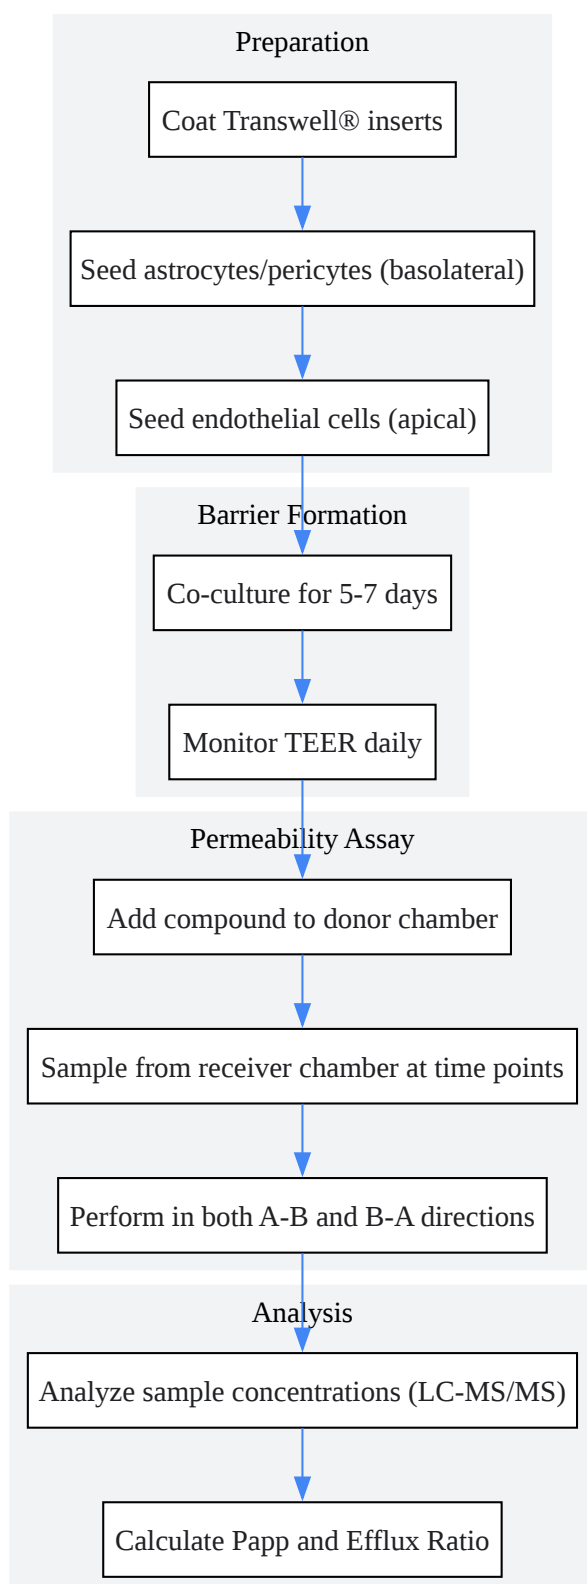 Preparation
Coat Transwell® inserts
Seed astrocytes/pericytes (basolateral)
Seed endothelial cells (apical)
Barrier Formation
Co-culture for 5-7 days
Monitor TEER daily
Permeability Assay
Add compound to donor chamber
Sample from receiver chamber at time points
Perform in both A-B and B-A directions
Analysis
Analyze sample concentrations (LC-MS/MS)
Calculate Papp and Efflux Ratio